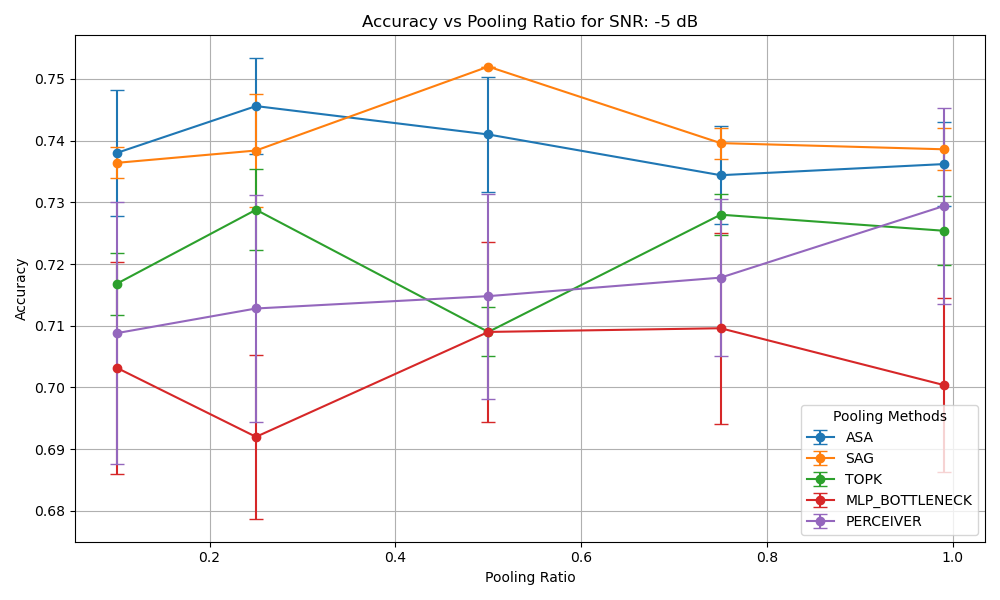 Accuracy vs Pooling Ratio for SNR: -5 dB
0.75
0.74
0.73
0.72
0.71
0.70
0.69
0.68
Accuracy
0.2
0.4
0.6
0.8
1.0
Pooling Ratio
Pooling Methods
ASA
SAG
TOPK
MLP_BOTTLENECK
PERCEIVER